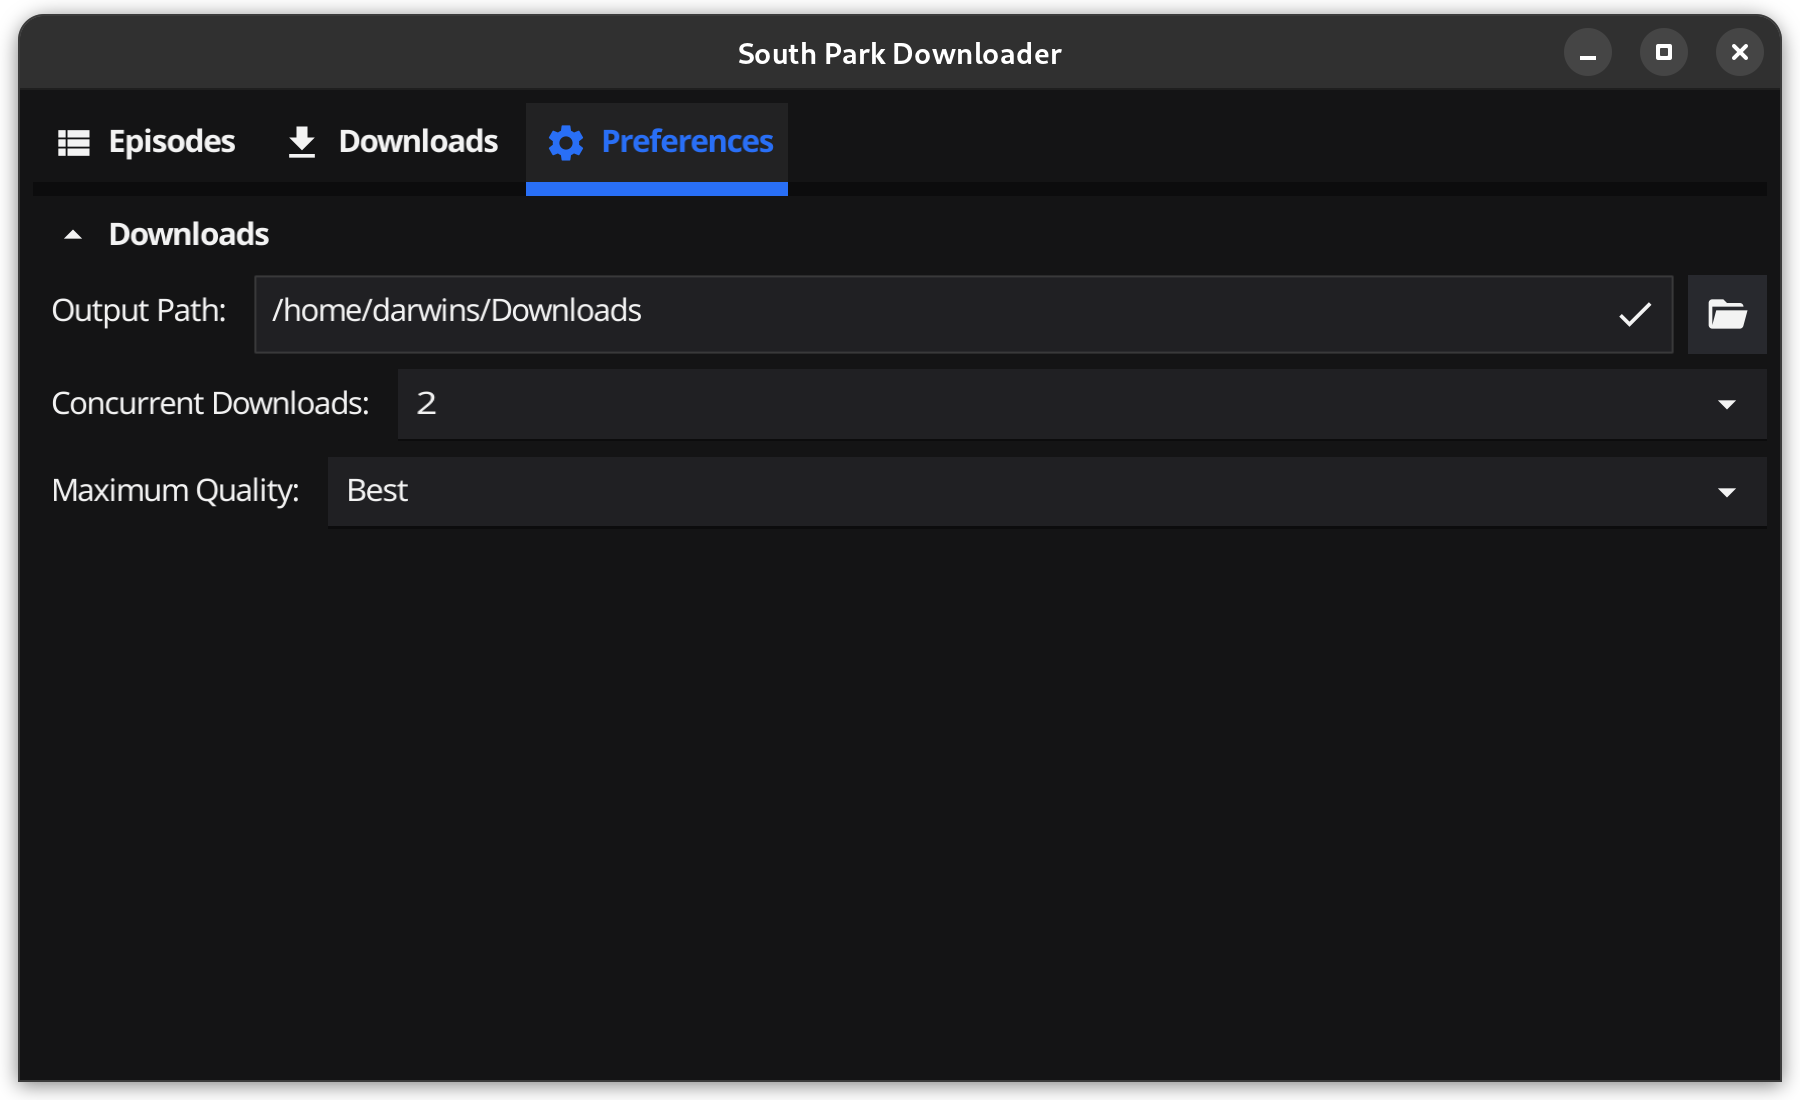 South Park Downloader
Episodes Downloads Preferences
Downloads
Output Path: /home/darwins/Downloads
Concurrent Downloads: 2
Maximum Quality: Best